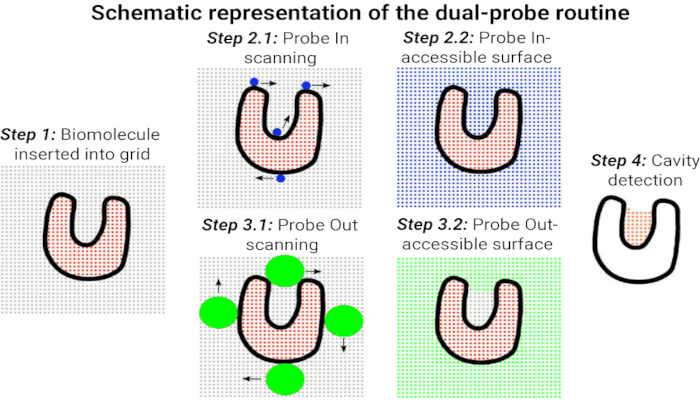 Schematic representation of the dual-probe routine
Step 1: Biomolecule
inserted into grid
Step 2.1: Probe In
scanning
Step 2.2: Probe In-
accessible surface
Step 3.1: Probe Out
scanning
Step 3.2: Probe Out-
accessible surface
Step 4: Cavity
detection